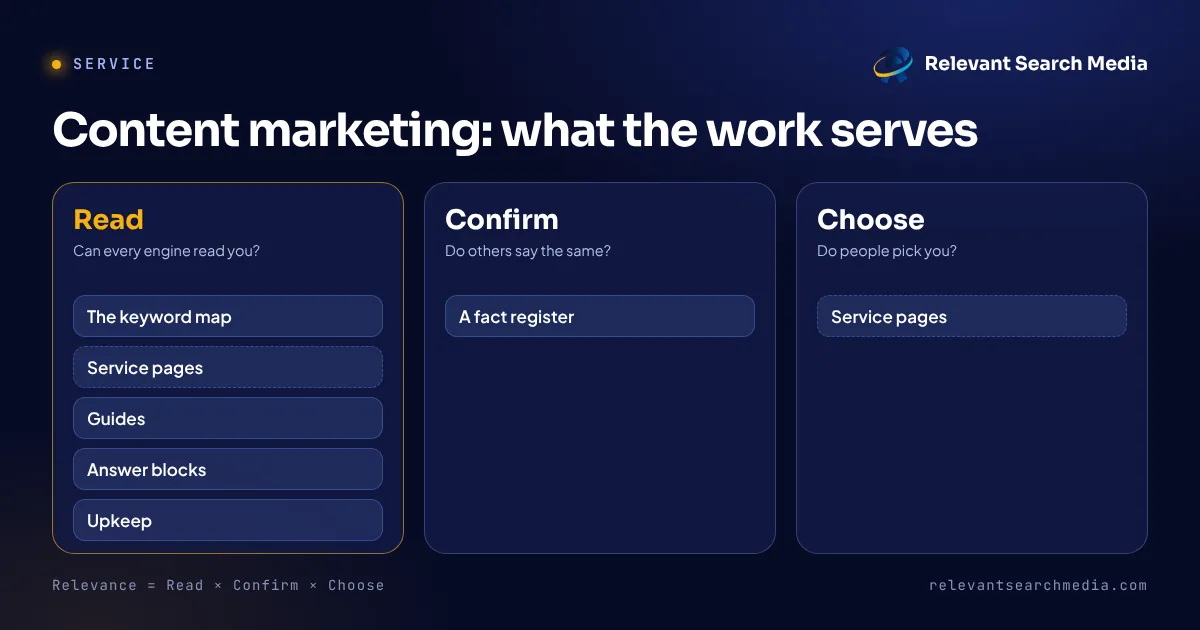 SERVICE
Relevant Search Media
Content marketing: what the work serves
Read
Can every engine read you?
The keyword map
Service pages
Guides
Answer blocks
Upkeep
Confirm
Do others say the same?
A fact register
Choose
Do people pick you?
Service pages
Relevance = Read × Confirm × Choose
relevantsearchmedia.com